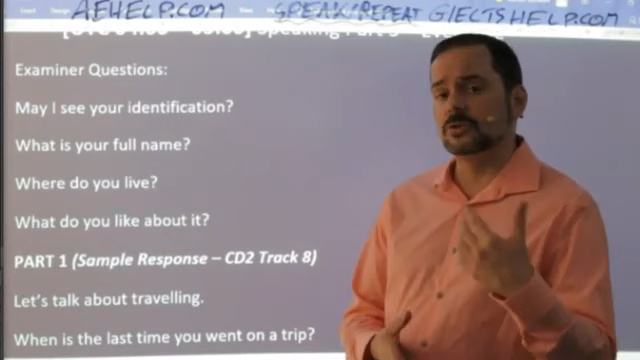 AEHELP.COM SPEAK/REPEAT GIELTSHELP.COM
Speaking Part
Examiner Questions:
May I see your identification?
What is your full name?
Where do you live?
What do you like about it?
PART 1 (Sample Response – CD2 Track 8)
Let's talk about travelling.
When is the last time you went on a trip?